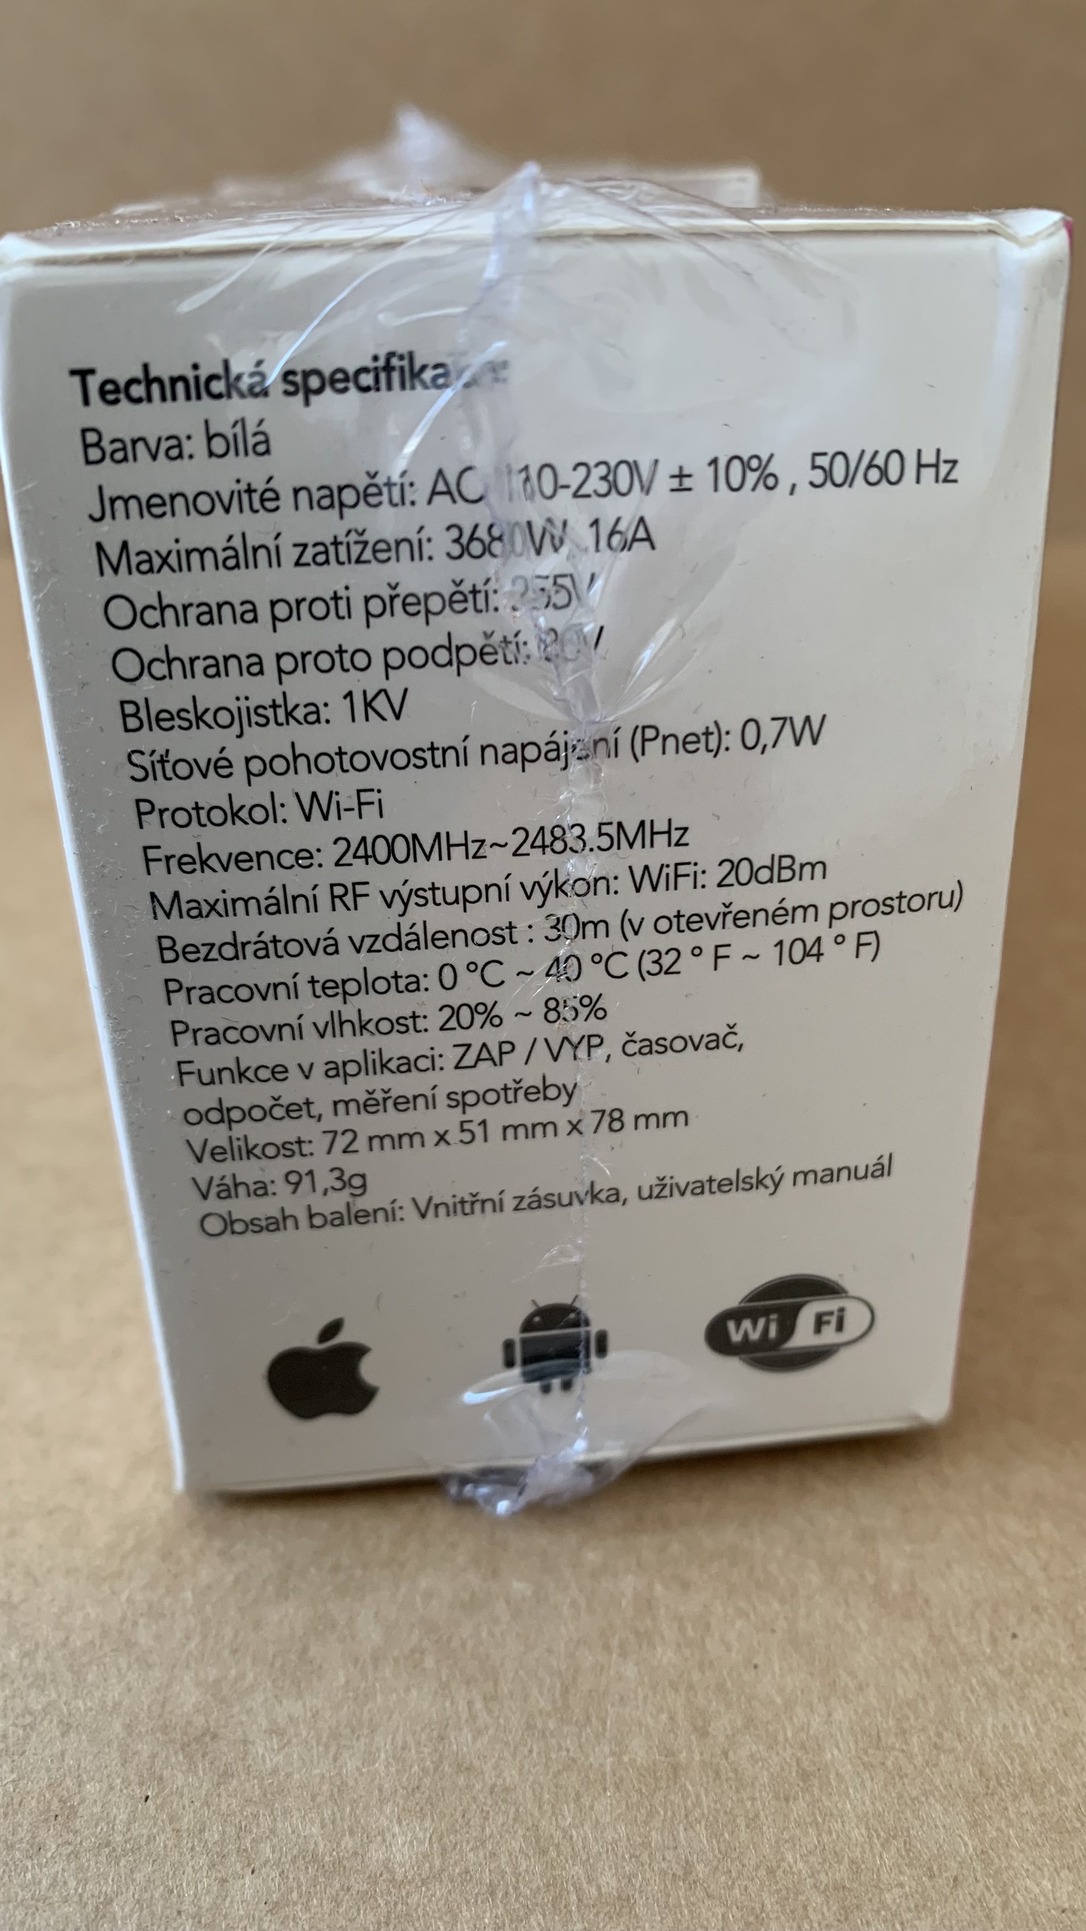 Technická specifikace:
Barva: bílá
Jmenovité napětí: AC 110-230V ± 10% , 50/60 Hz
Maximální zatížení: 3680W, 16A
Ochrana proti přepětí: 255V
Ochrana proto podpětí:
Bleskojistka: 1KV
Síťové pohotovostní napájení (Pnet): 0,7W
Protokol: Wi-Fi
Frekvence: 2400MHz~2483.5MHz
Maximální RF výstupní výkon: WiFi: 20dBm
Bezdrátová vzdálenost : 30m (v otevřeném prostoru)
Pracovní teplota: 0 °C ~ 40 °C (32 ° F ~ 104 ° F)
Pracovní vlhkost: 20% ~ 85%
Funkce v aplikaci: ZAP / VYP, časovač,
odpočet, měření spotřeby
Velikost: 72 mm x 51 mm x 78 mm
Váha: 91,3g
Obsah balení: Vnitřní zásuvka, uživatelský manuál
Wi Fi